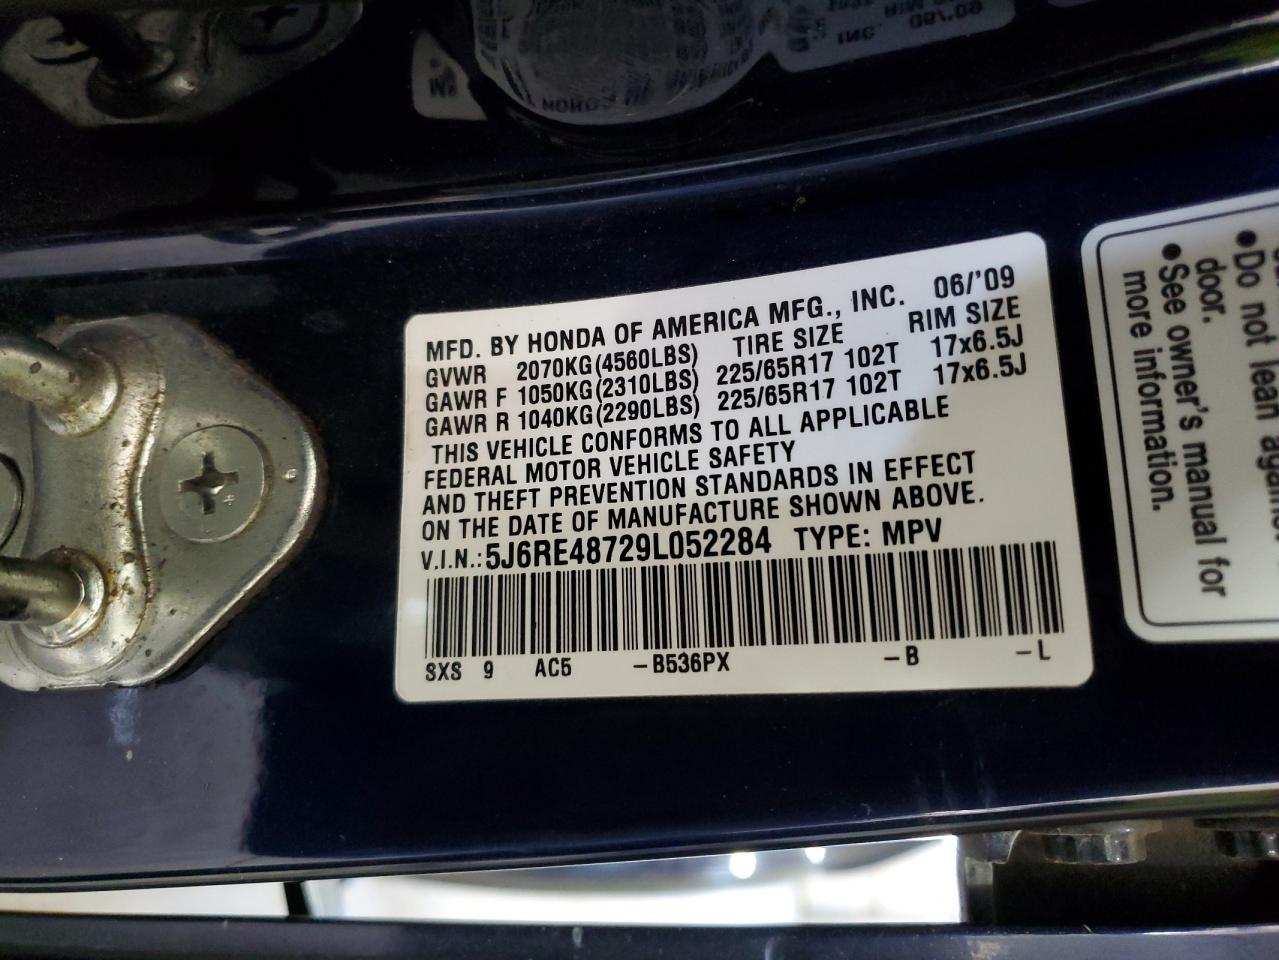 MFD. BY HONDA OF AMERICA MFG., INC. 06/'09
GVWR 2070KG(4560LBS) TIRE SIZE RIM SIZE
GAWR F 1050KG(2310LBS) 225/65R17 102T 17x6.5J
GAWR R 1040KG(2290LBS) 225/65R17 102T 17x6.5J
THIS VEHICLE CONFORMS TO ALL APPLICABLE
FEDERAL MOTOR VEHICLE SAFETY
AND THEFT PREVENTION STANDARDS IN EFFECT
ON THE DATE OF MANUFACTURE SHOWN ABOVE.
V.I.N.:5J6RE48729L052284 TYPE: MPV
SXS 9 AC5 -B536PX -B -L
•Do not lean against
door.
•See owner's manual for
more information.